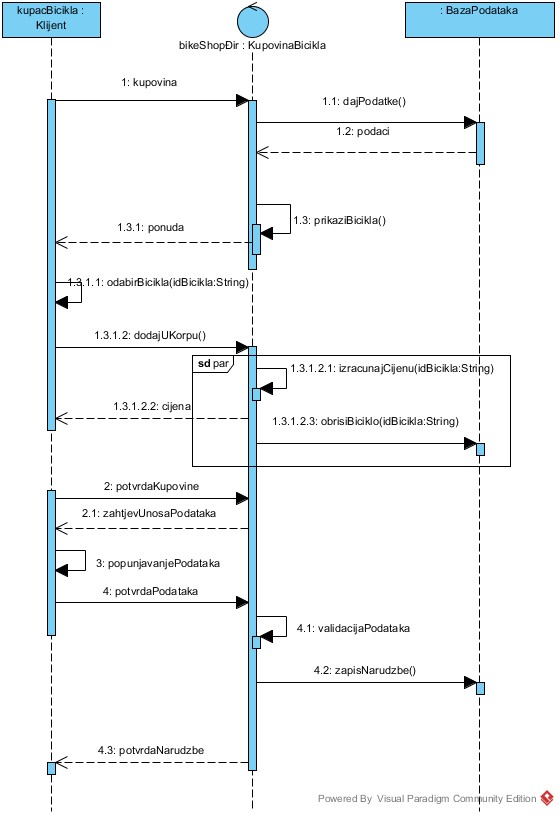 kupacBicikla :
Klijent
bikeShopĐir : KupovinaBicikla
: BazaPodataka
1: kupovina
1.1: dajPodatke()
1.2: podaci
1.3: prikaziBicikla()
1.3.1: ponuda
1.3.1.1: odabirBicikla(idBicikla:String)
1.3.1.2: dodajUKorpu()
sd par
1.3.1.2.1: izracunajCijenu(idBicikla:String)
1.3.1.2.2: cijena
1.3.1.2.3: obrisiBiciklo(idBicikla:String)
2: potvrdaKupovine
2.1: zahtjevUnosaPodataka
3: popunjavanjePodataka
4: potvrdaPodataka
4.1: validacijaPodataka
4.2: zapisNarudzbe()
4.3: potvrdaNarudzbe
Powered By Visual Paradigm Community Edition